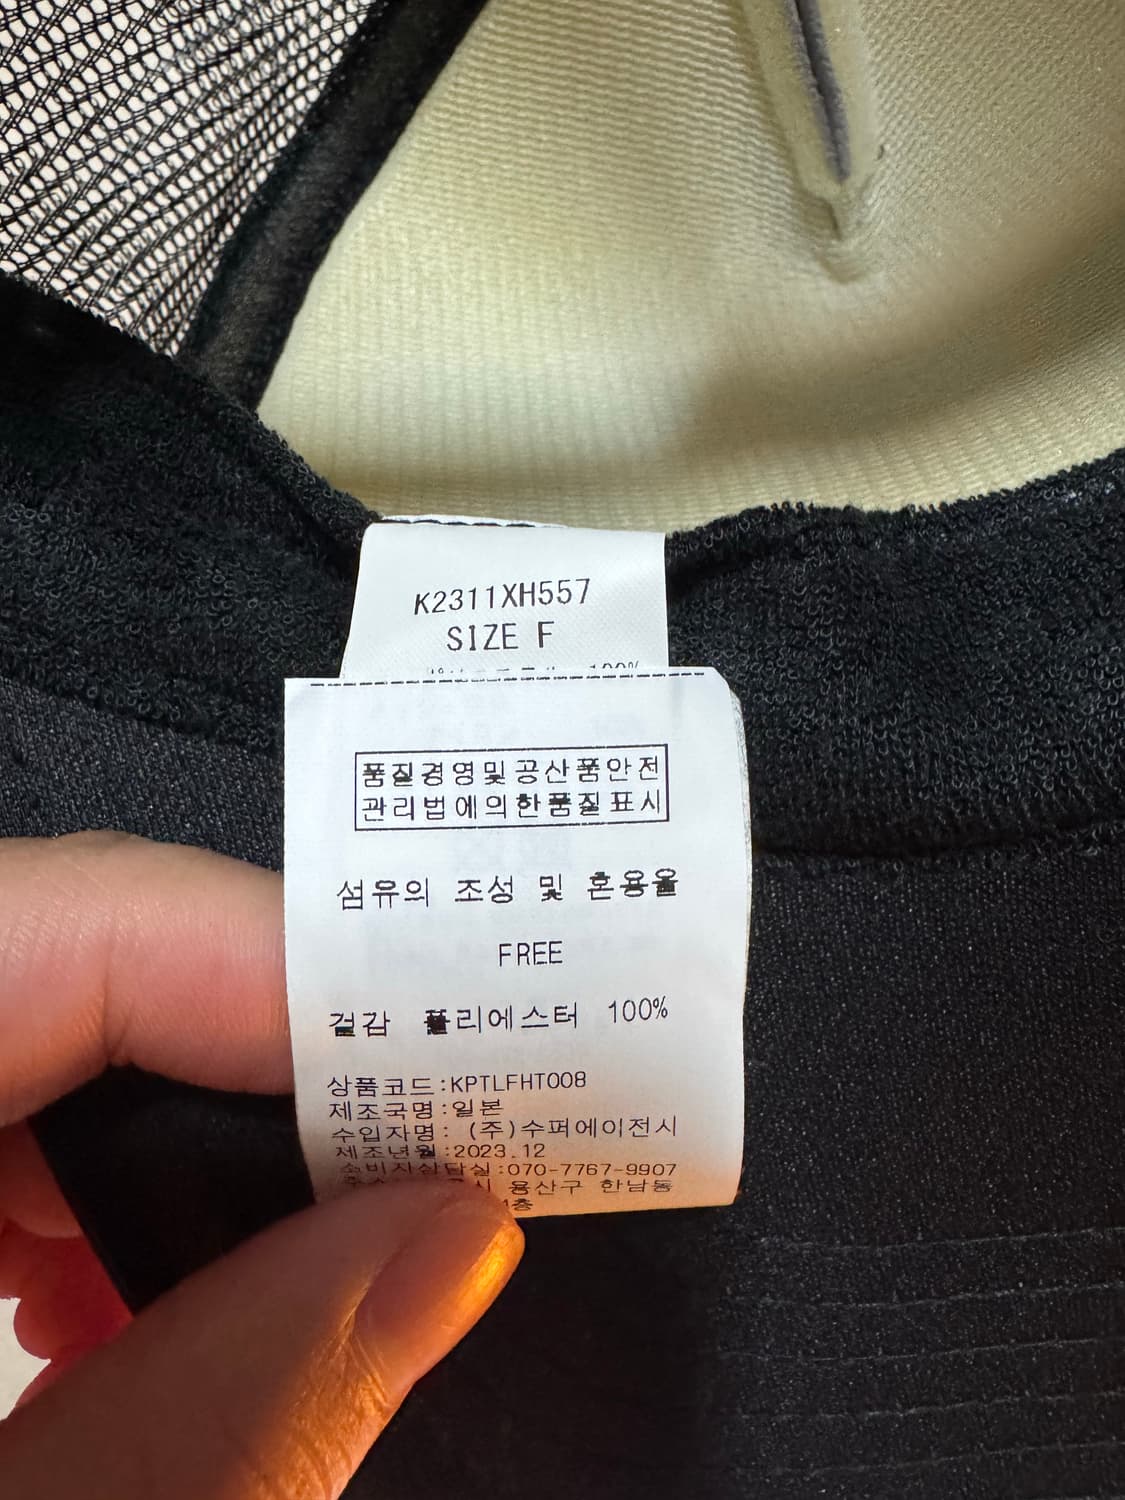 K2311XH557
SIZE F
100%
품질경영및공산품안전
관리법에의한품질표시
섬유의 조성 및 혼용율
FREE
겉감 폴리에스터 100%
상품코드:KPTLFHT008
제조국명:일본
수입자명: (주)수퍼에이전시
제조년월:2023.12
소비자상담실:070-7767-9907
용산구 한남동